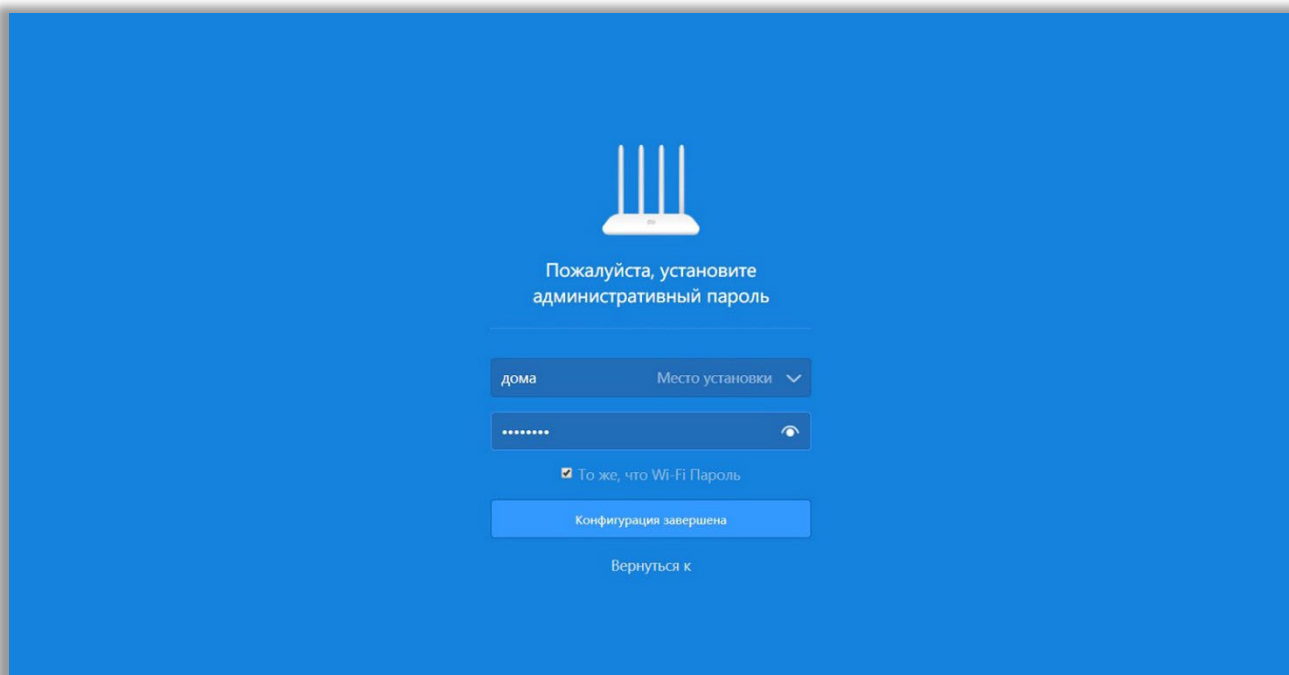 Пожалуйста, установите
административный пароль
дома Место установки
••••••••
То же, что Wi-Fi Пароль
Конфигурация завершена
Вернуться к